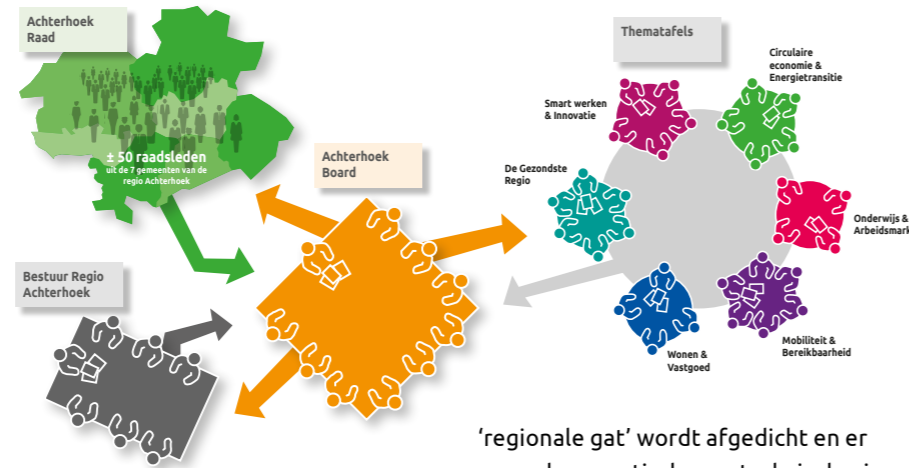 Achterhoek
Raad
± 50 raadsleden
uit de 7 gemeenten van de
regio Achterhoek
Achterhoek
Board
Bestuur Regio
Achterhoek
Thematafels
Circulaire
economie &
Energietransitie
Smart werken
& Innovatie
De Gezondste
Regio
Onderwijs &
Arbeidsmark
Mobiliteit &
Bereikbaarheid
Wonen &
Vastgoed
‘regionale gat’ wordt afgedicht en er